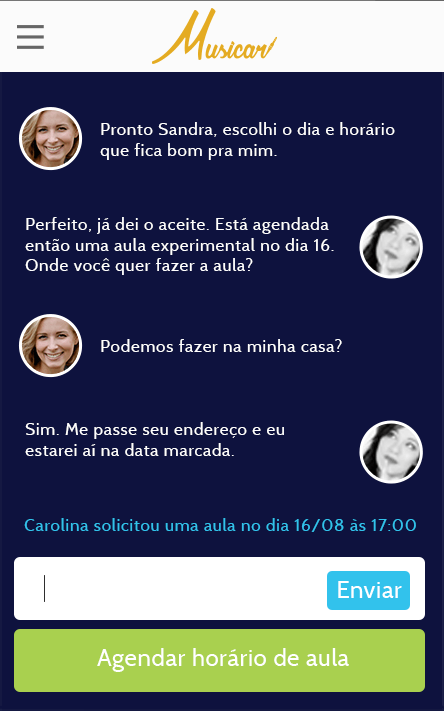 Musicar
Pronto Sandra, escolhi o dia e horário
que fica bom pra mim.
Perfeito, já dei o aceite. Está agendada
então uma aula experimental no dia 16.
Onde você quer fazer a aula?
Podemos fazer na minha casa?
Sim. Me passe seu endereço e eu
estarei aí na data marcada.
Carolina solicitou uma aula no dia 16/08 às 17:00
Enviar
Agendar horário de aula